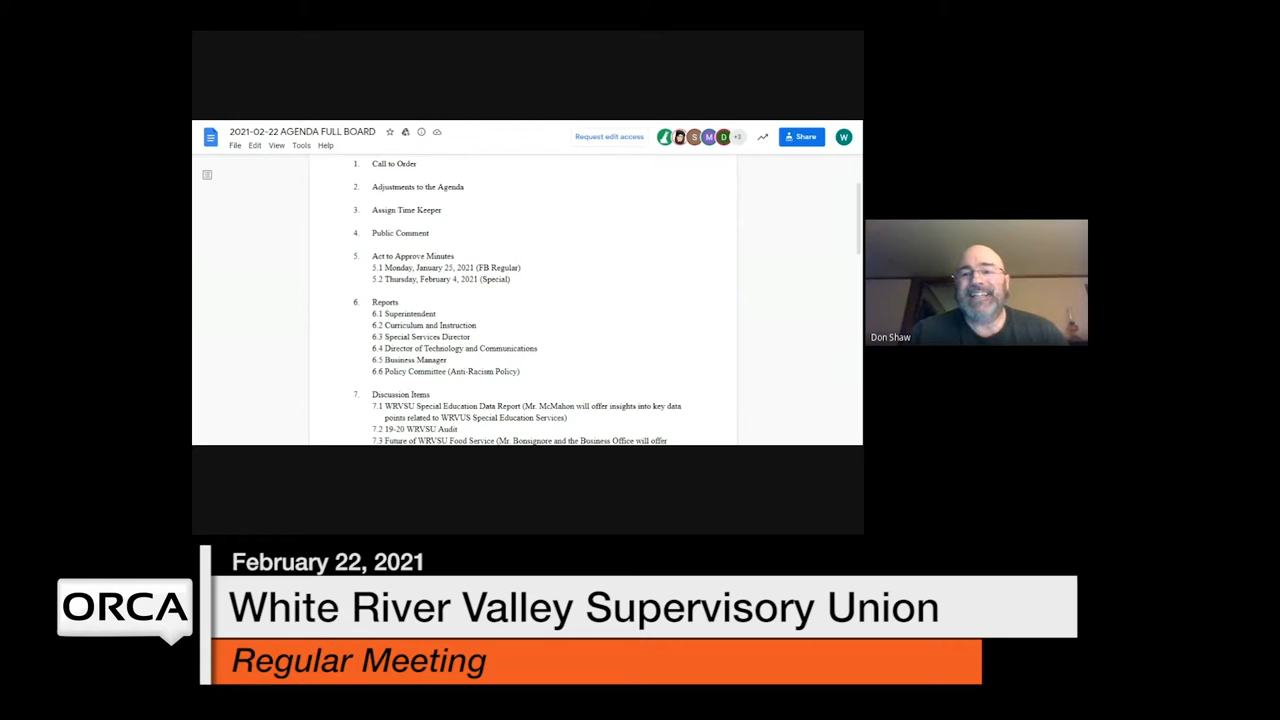 2021-02-22 AGENDA FULL BOARD
File Edit View Tools Help
Request edit access
S M D +3
Share
W
1. Call to Order
2. Adjustments to the Agenda
3. Assign Time Keeper
4. Public Comment
5. Act to Approve Minutes
5.1 Monday, January 25, 2021 (FB Regular)
5.2 Thursday, February 4, 2021 (Special)
6. Reports
6.1 Superintendent
6.2 Curriculum and Instruction
6.3 Special Services Director
6.4 Director of Technology and Communications
6.5 Business Manager
6.6 Policy Committee (Anti-Racism Policy)
7. Discussion Items
7.1 WRVSU Special Education Data Report (Mr. McMahon will offer insights into key data
points related to WRVUS Special Education Services)
7.2 19-20 WRVSU Audit
7.3 Future of WRVSU Food Service (Mr. Bonsignore and the Business Office will offer
Don Shaw
February 22, 2021
ORCA
White River Valley Supervisory Union
Regular Meeting